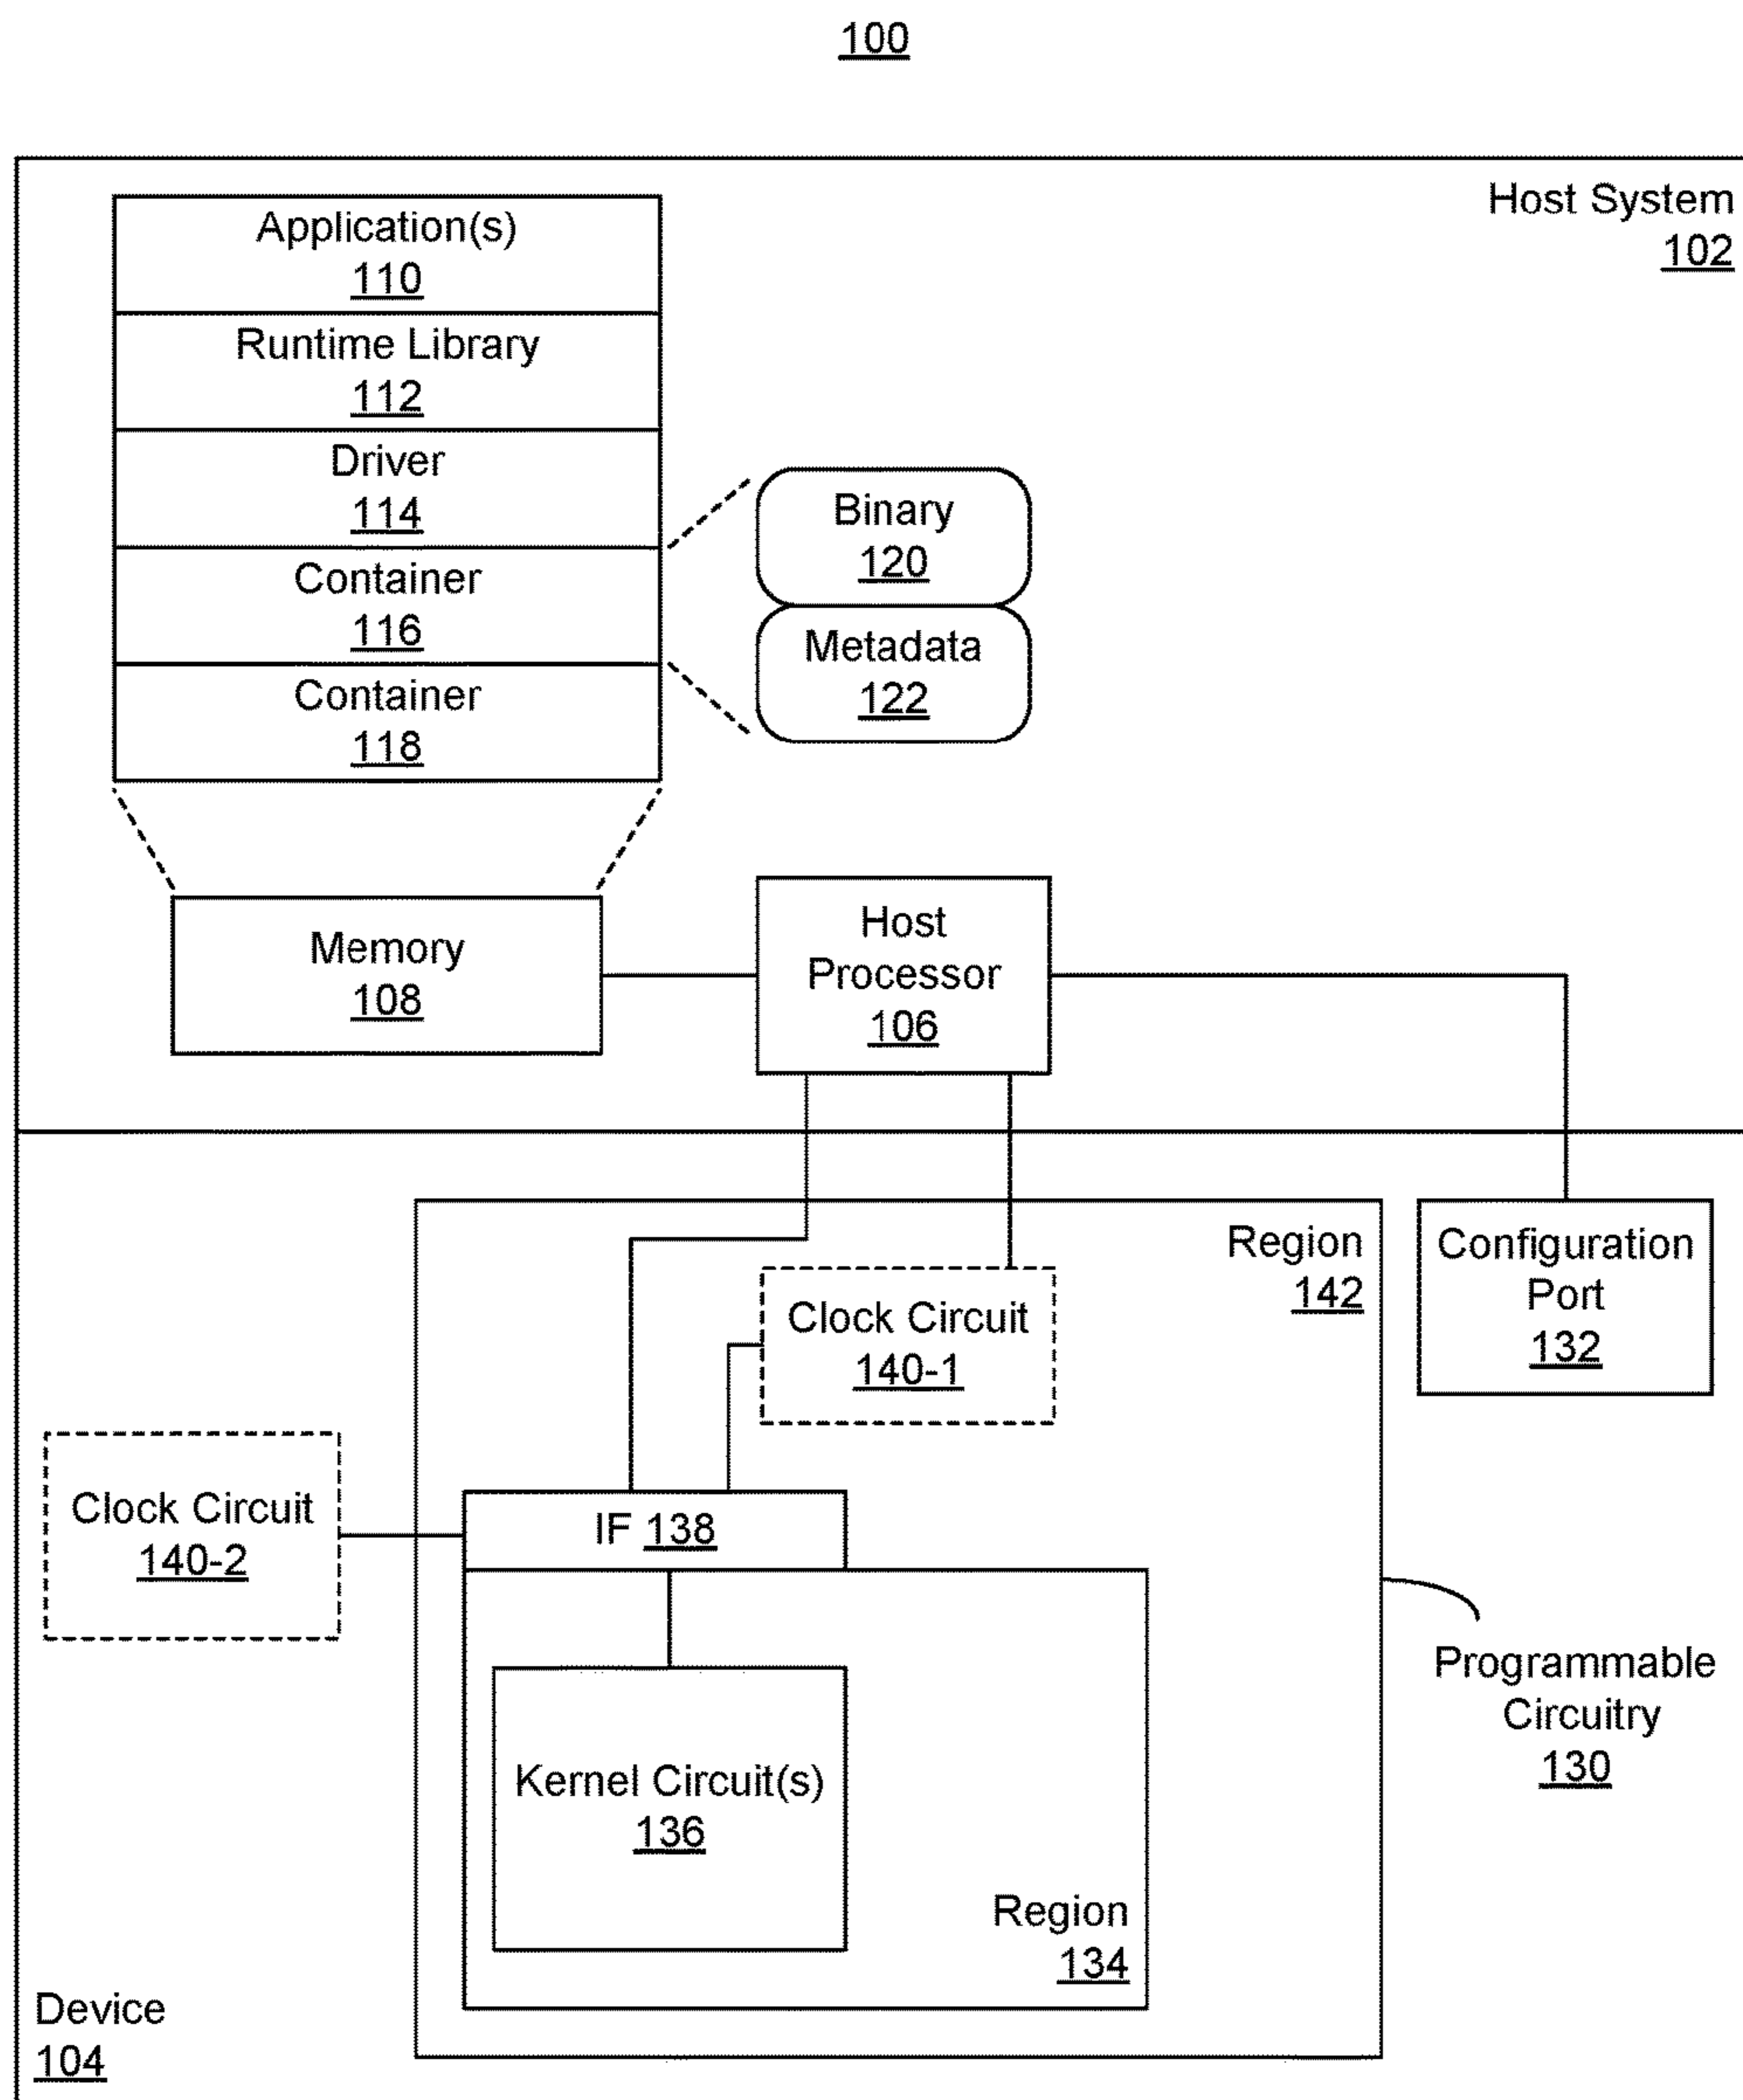 100
Host System
102
Application(s)
110
Runtime Library
112
Driver
114
Container
116
Container
118
Binary
120
Metadata
122
Memory
108
Host
Processor
106
Region
142
Configuration
Port
132
Clock Circuit
140-1
Clock Circuit
140-2
IF 138
Programmable
Circuitry
130
Kernel Circuit(s)
136
Region
134
Device
104